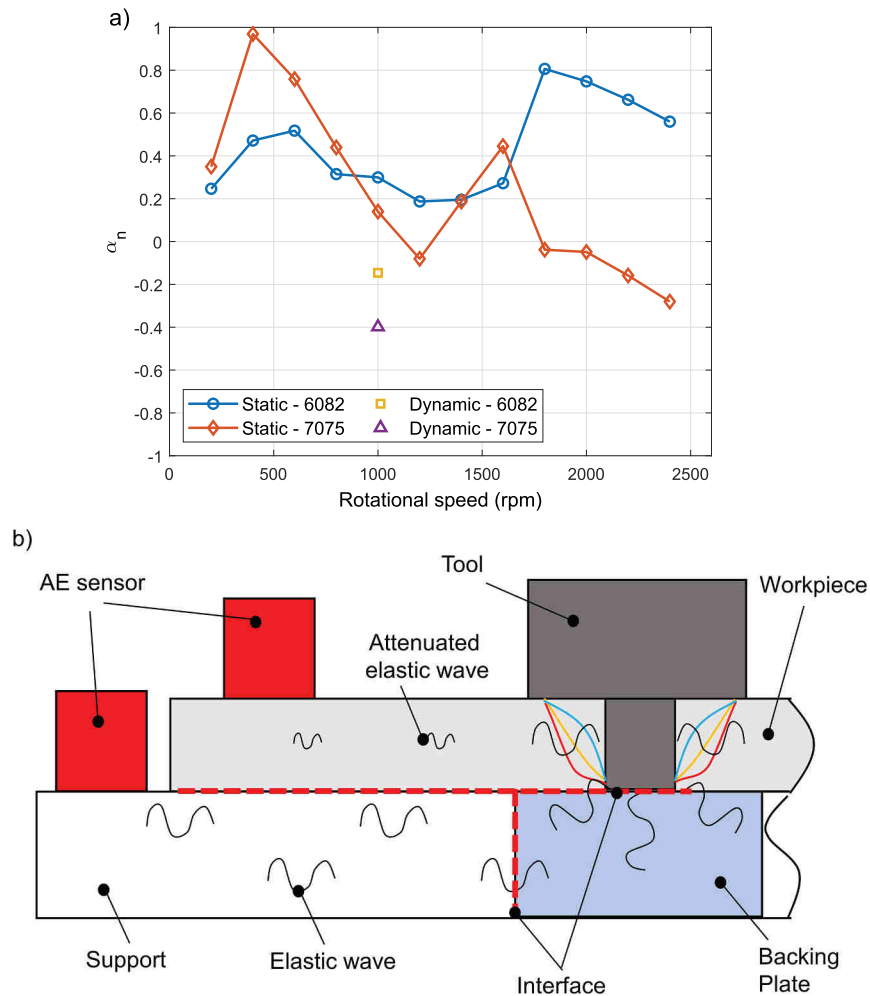 a)
1
0.8
0.6
0.4
0.2
0
-0.2
-0.4
-0.6
-0.8
-1
αn
Static - 6082
Dynamic - 6082
Static - 7075
Dynamic - 7075
0 500 1000 1500 2000 2500
Rotational speed (rpm)
b)
AE sensor
Tool
Workpiece
Attenuated
elastic wave
Support
Elastic wave
Interface
Backing
Plate